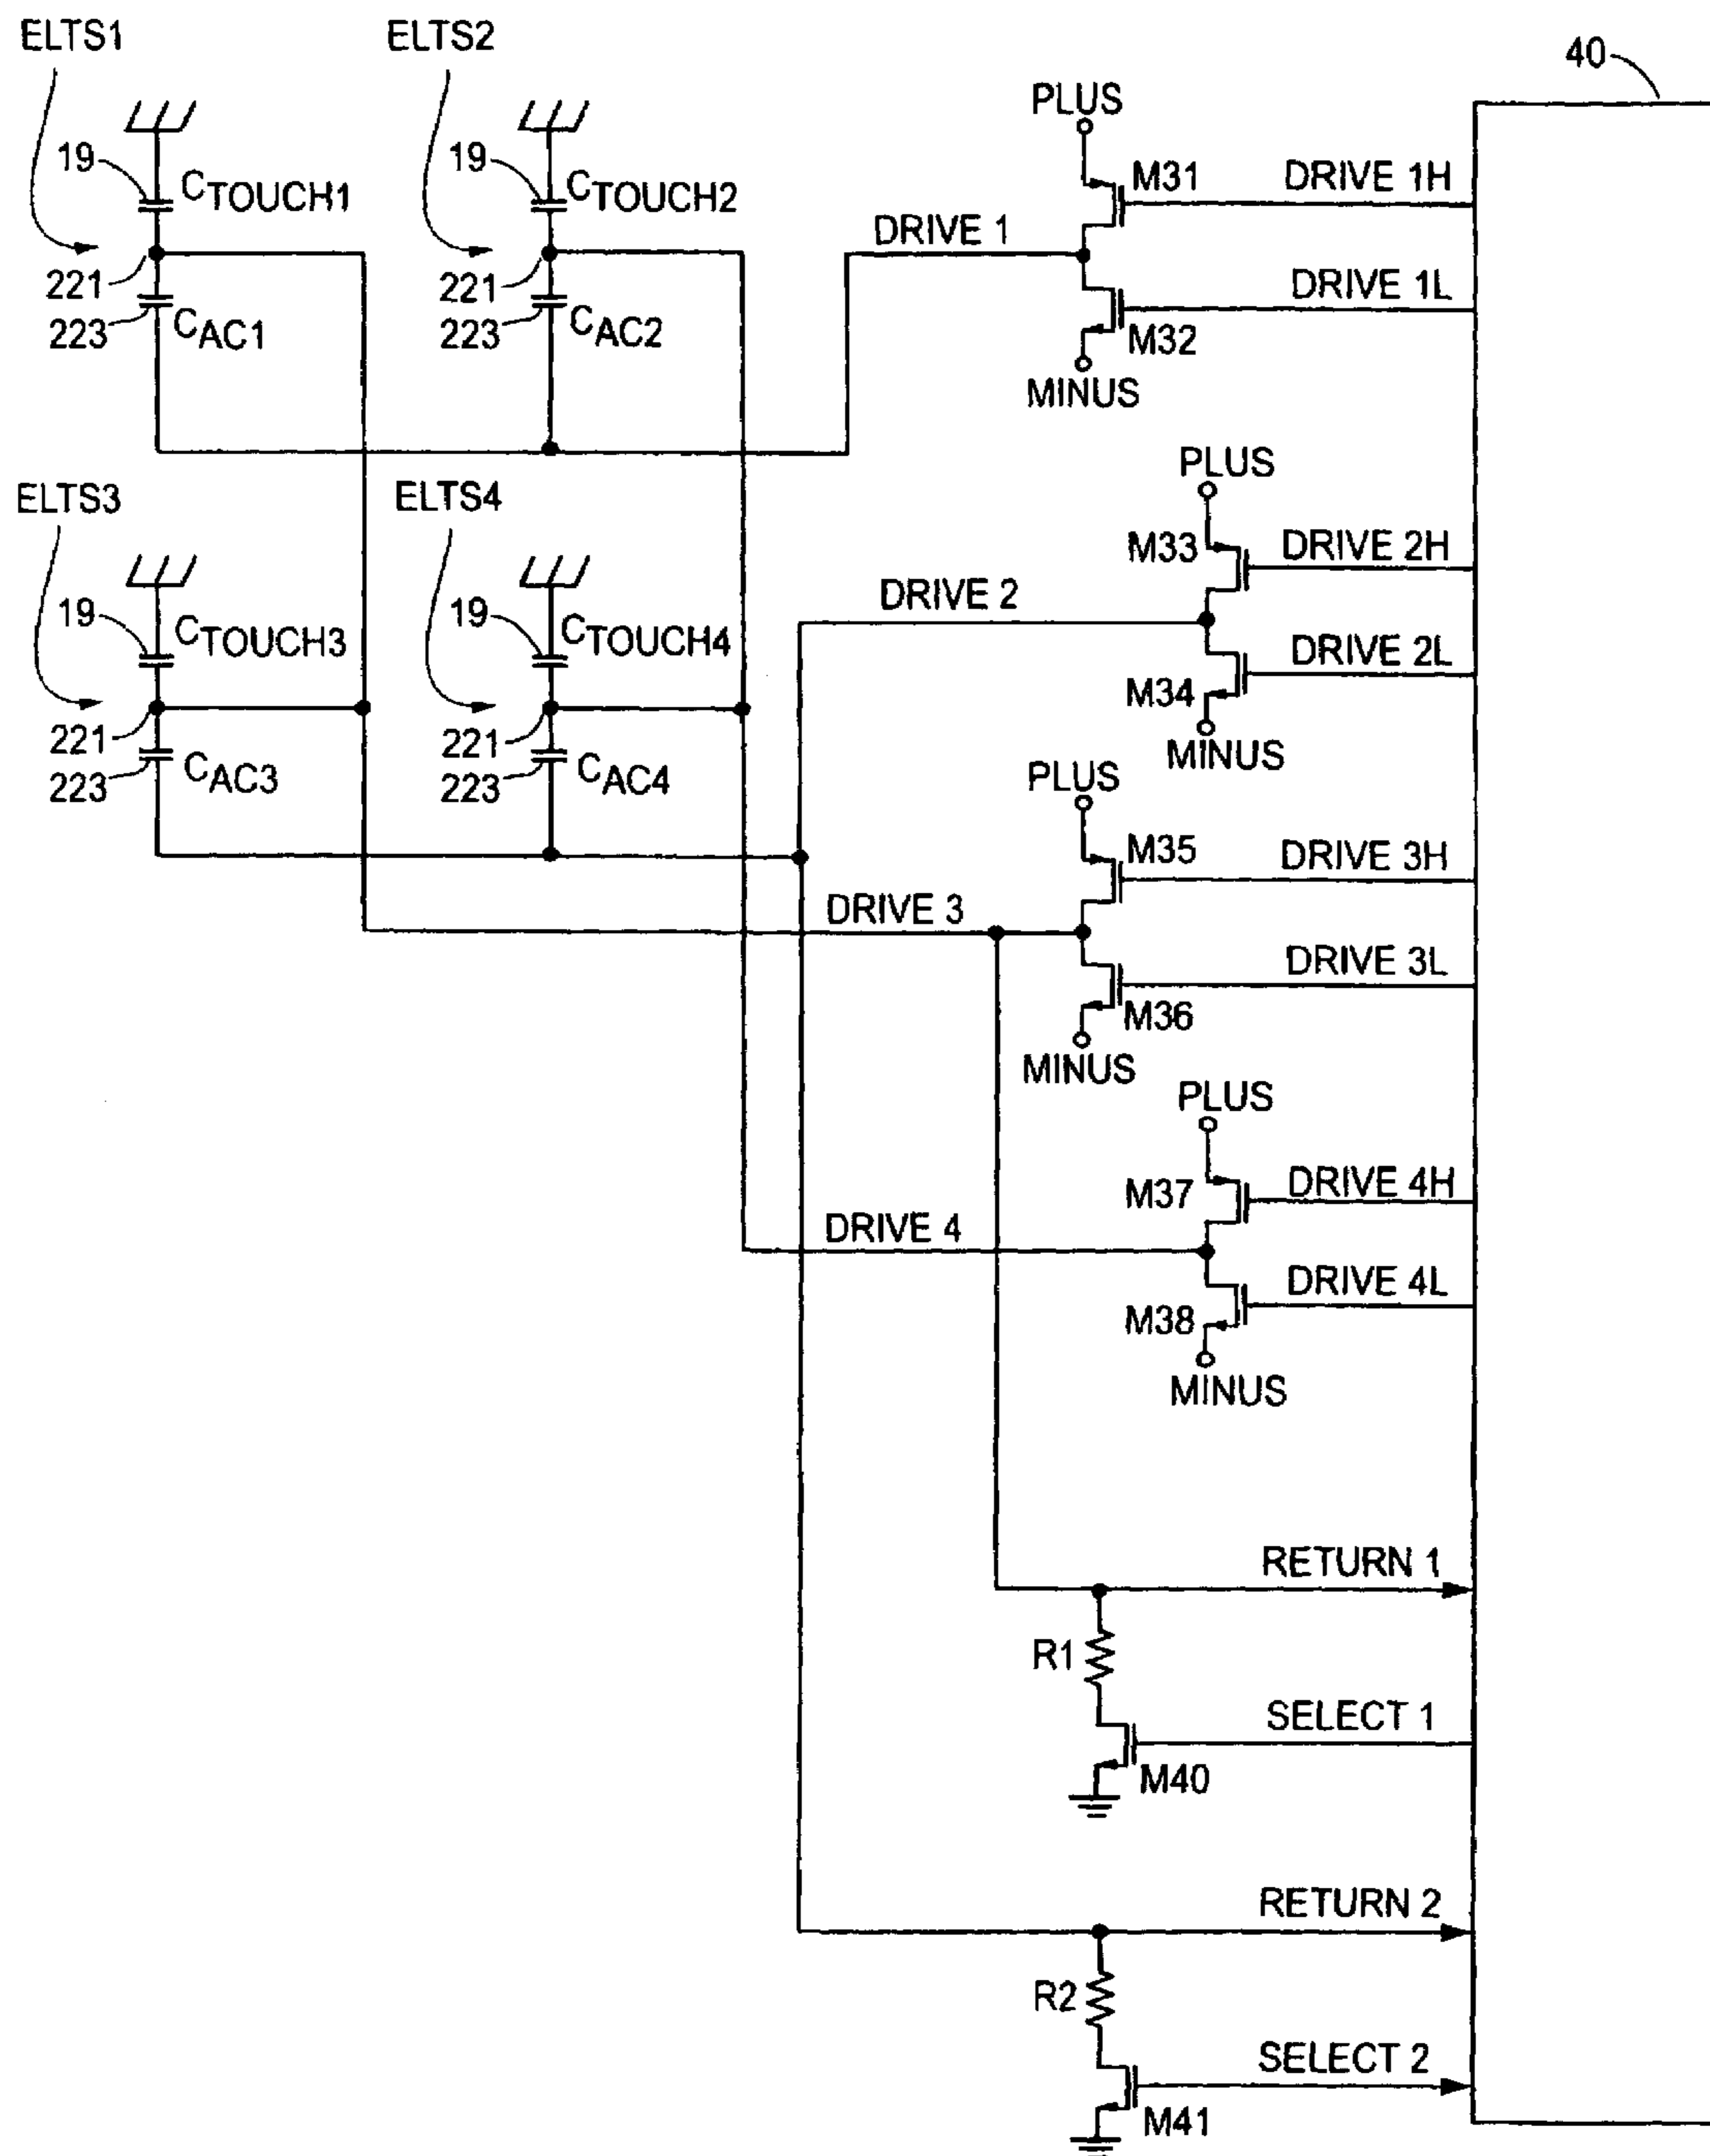 ELTS1
ELTS2
40
PLUS
19
CTOUCH1
19
CTOUCH2
M31
DRIVE 1H
DRIVE 1
221
221
DRIVE 1L
223
CAC1
223
CAC2
M32
MINUS
PLUS
ELTS3
ELTS4
M33
DRIVE 2H
DRIVE 2
19
CTOUCH3
19
CTOUCH4
DRIVE 2L
M34
221
221
MINUS
223
CAC3
223
CAC4
PLUS
M35
DRIVE 3H
DRIVE 3
DRIVE 3L
M36
MINUS
PLUS
M37
DRIVE 4H
DRIVE 4
DRIVE 4L
M38
MINUS
RETURN 1
R1
SELECT 1
M40
RETURN 2
R2
SELECT 2
M41